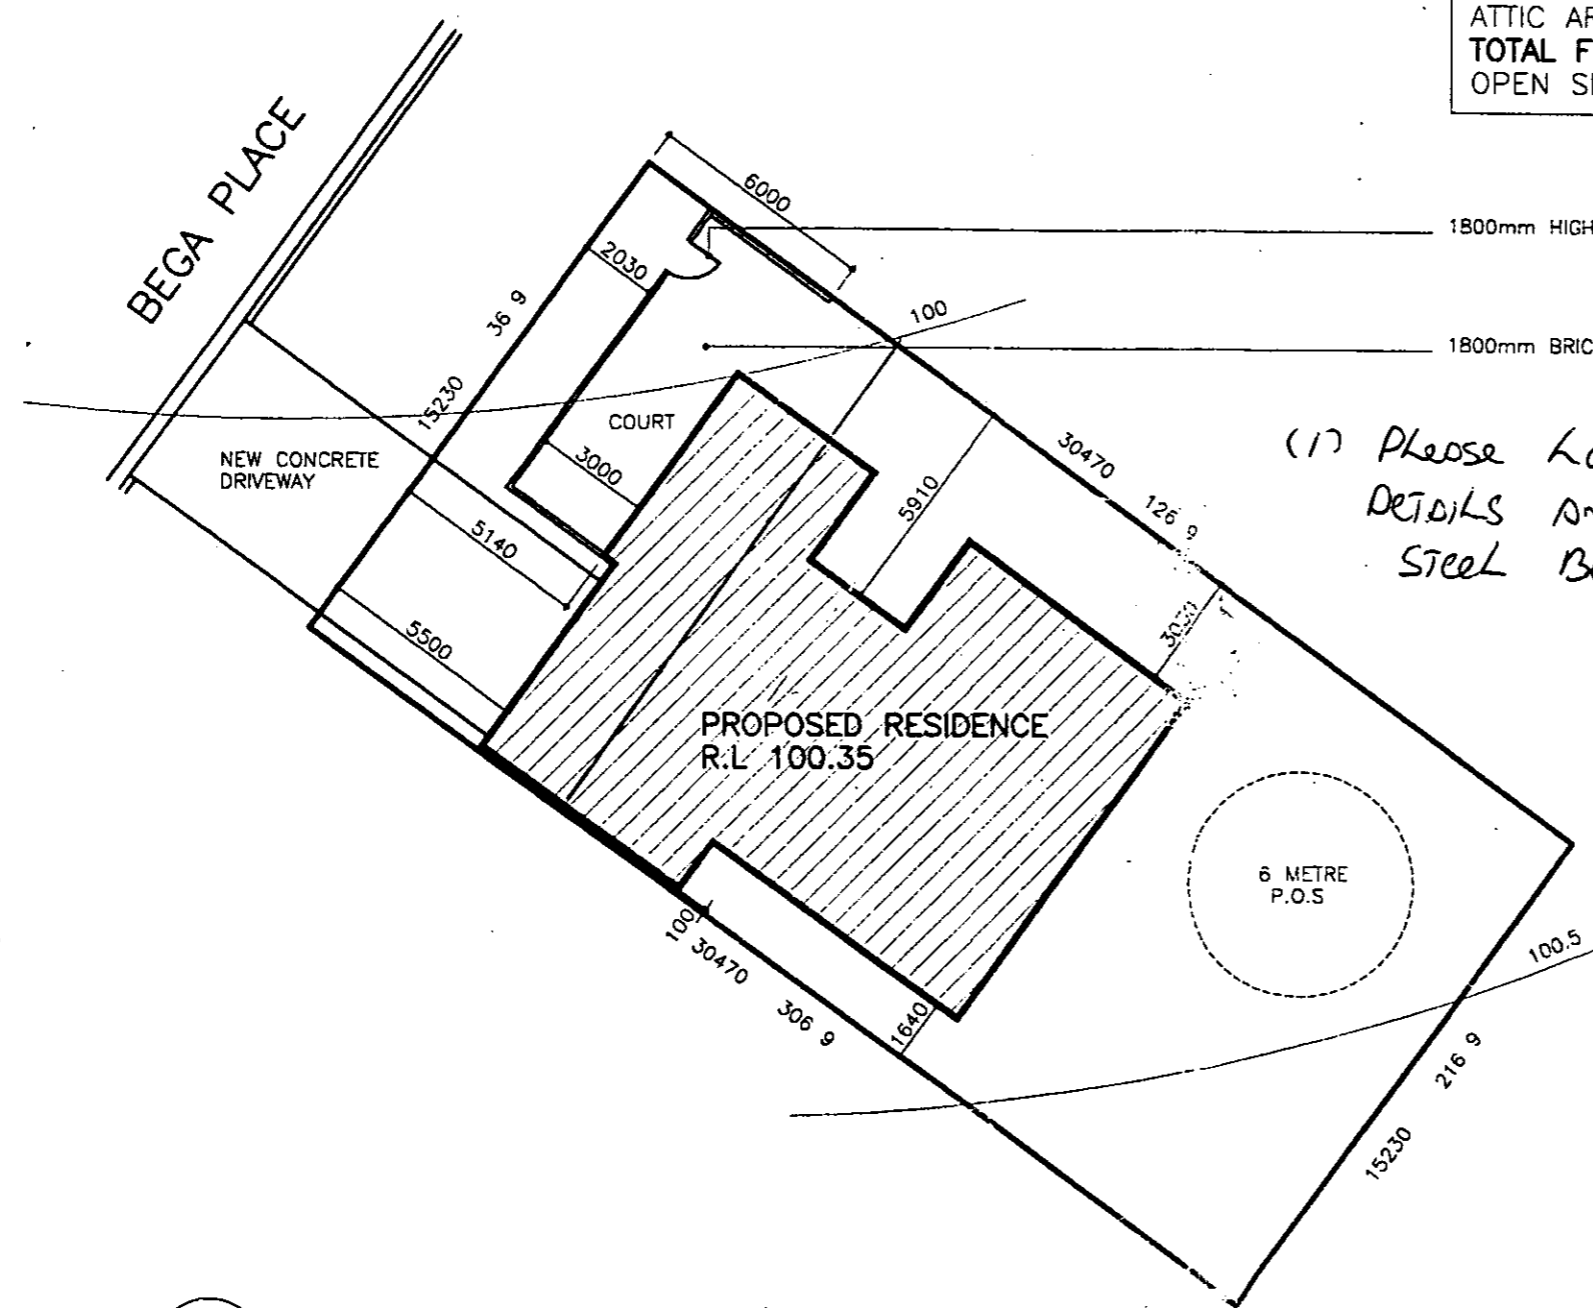 ATTIC
TOTAL
OPEN
BEGA PLACE
6000
1800mm HIGH
2030
36 9
100
1800mm BRIC
15230
COURT
NEW CONCRETE
DRIVEWAY
3000
30470
126 9
5910
5140
5500
(1) Please
Details
Steel
PROPOSED RESIDENCE
R.L 100.35
6 METRE
P.O.S
100
30470
306 9
1640
100.5
216 9
15230